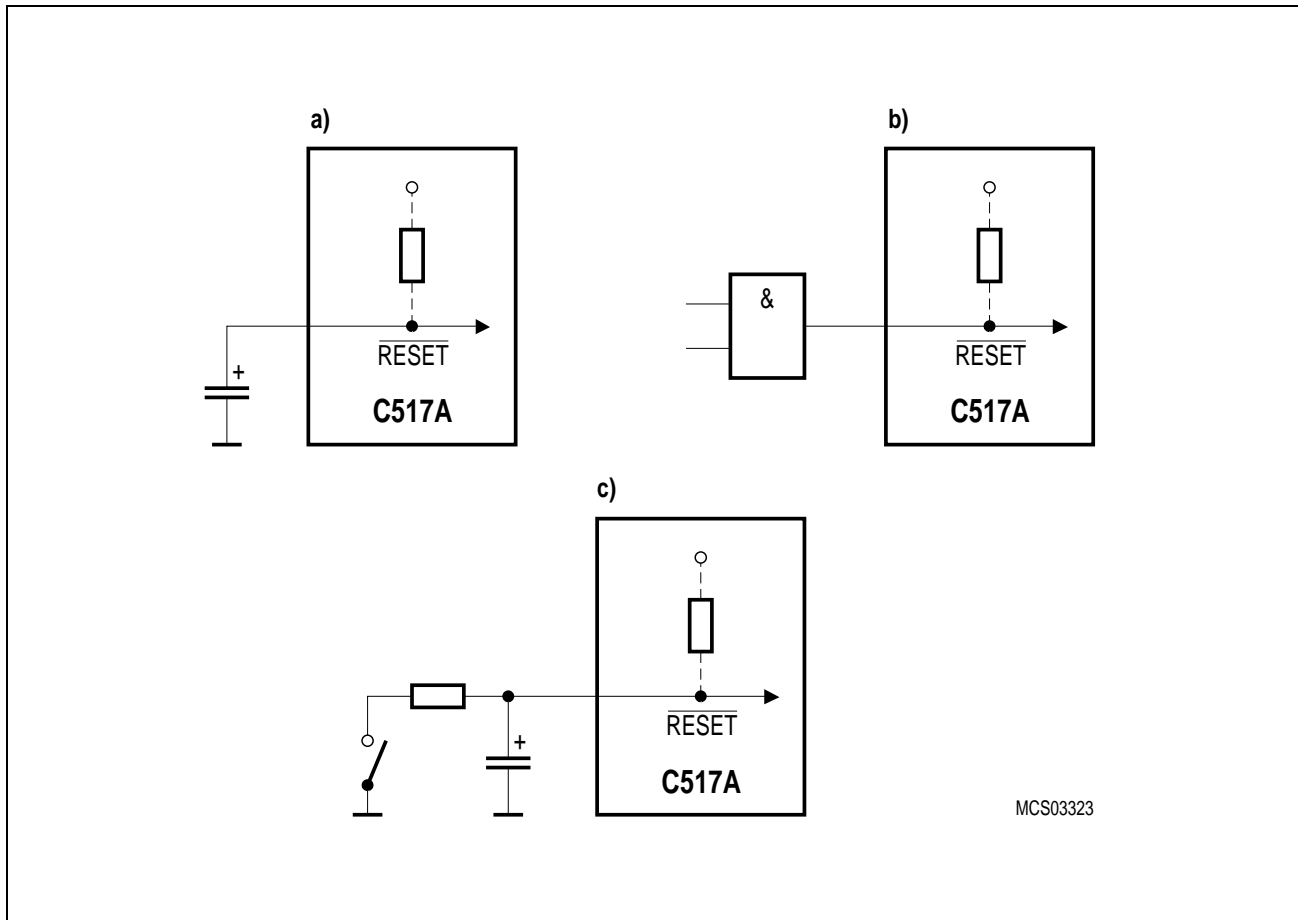 a)
+
RESET
C517A
b)
&
RESET
C517A
c)
+
RESET
C517A
MCS03323